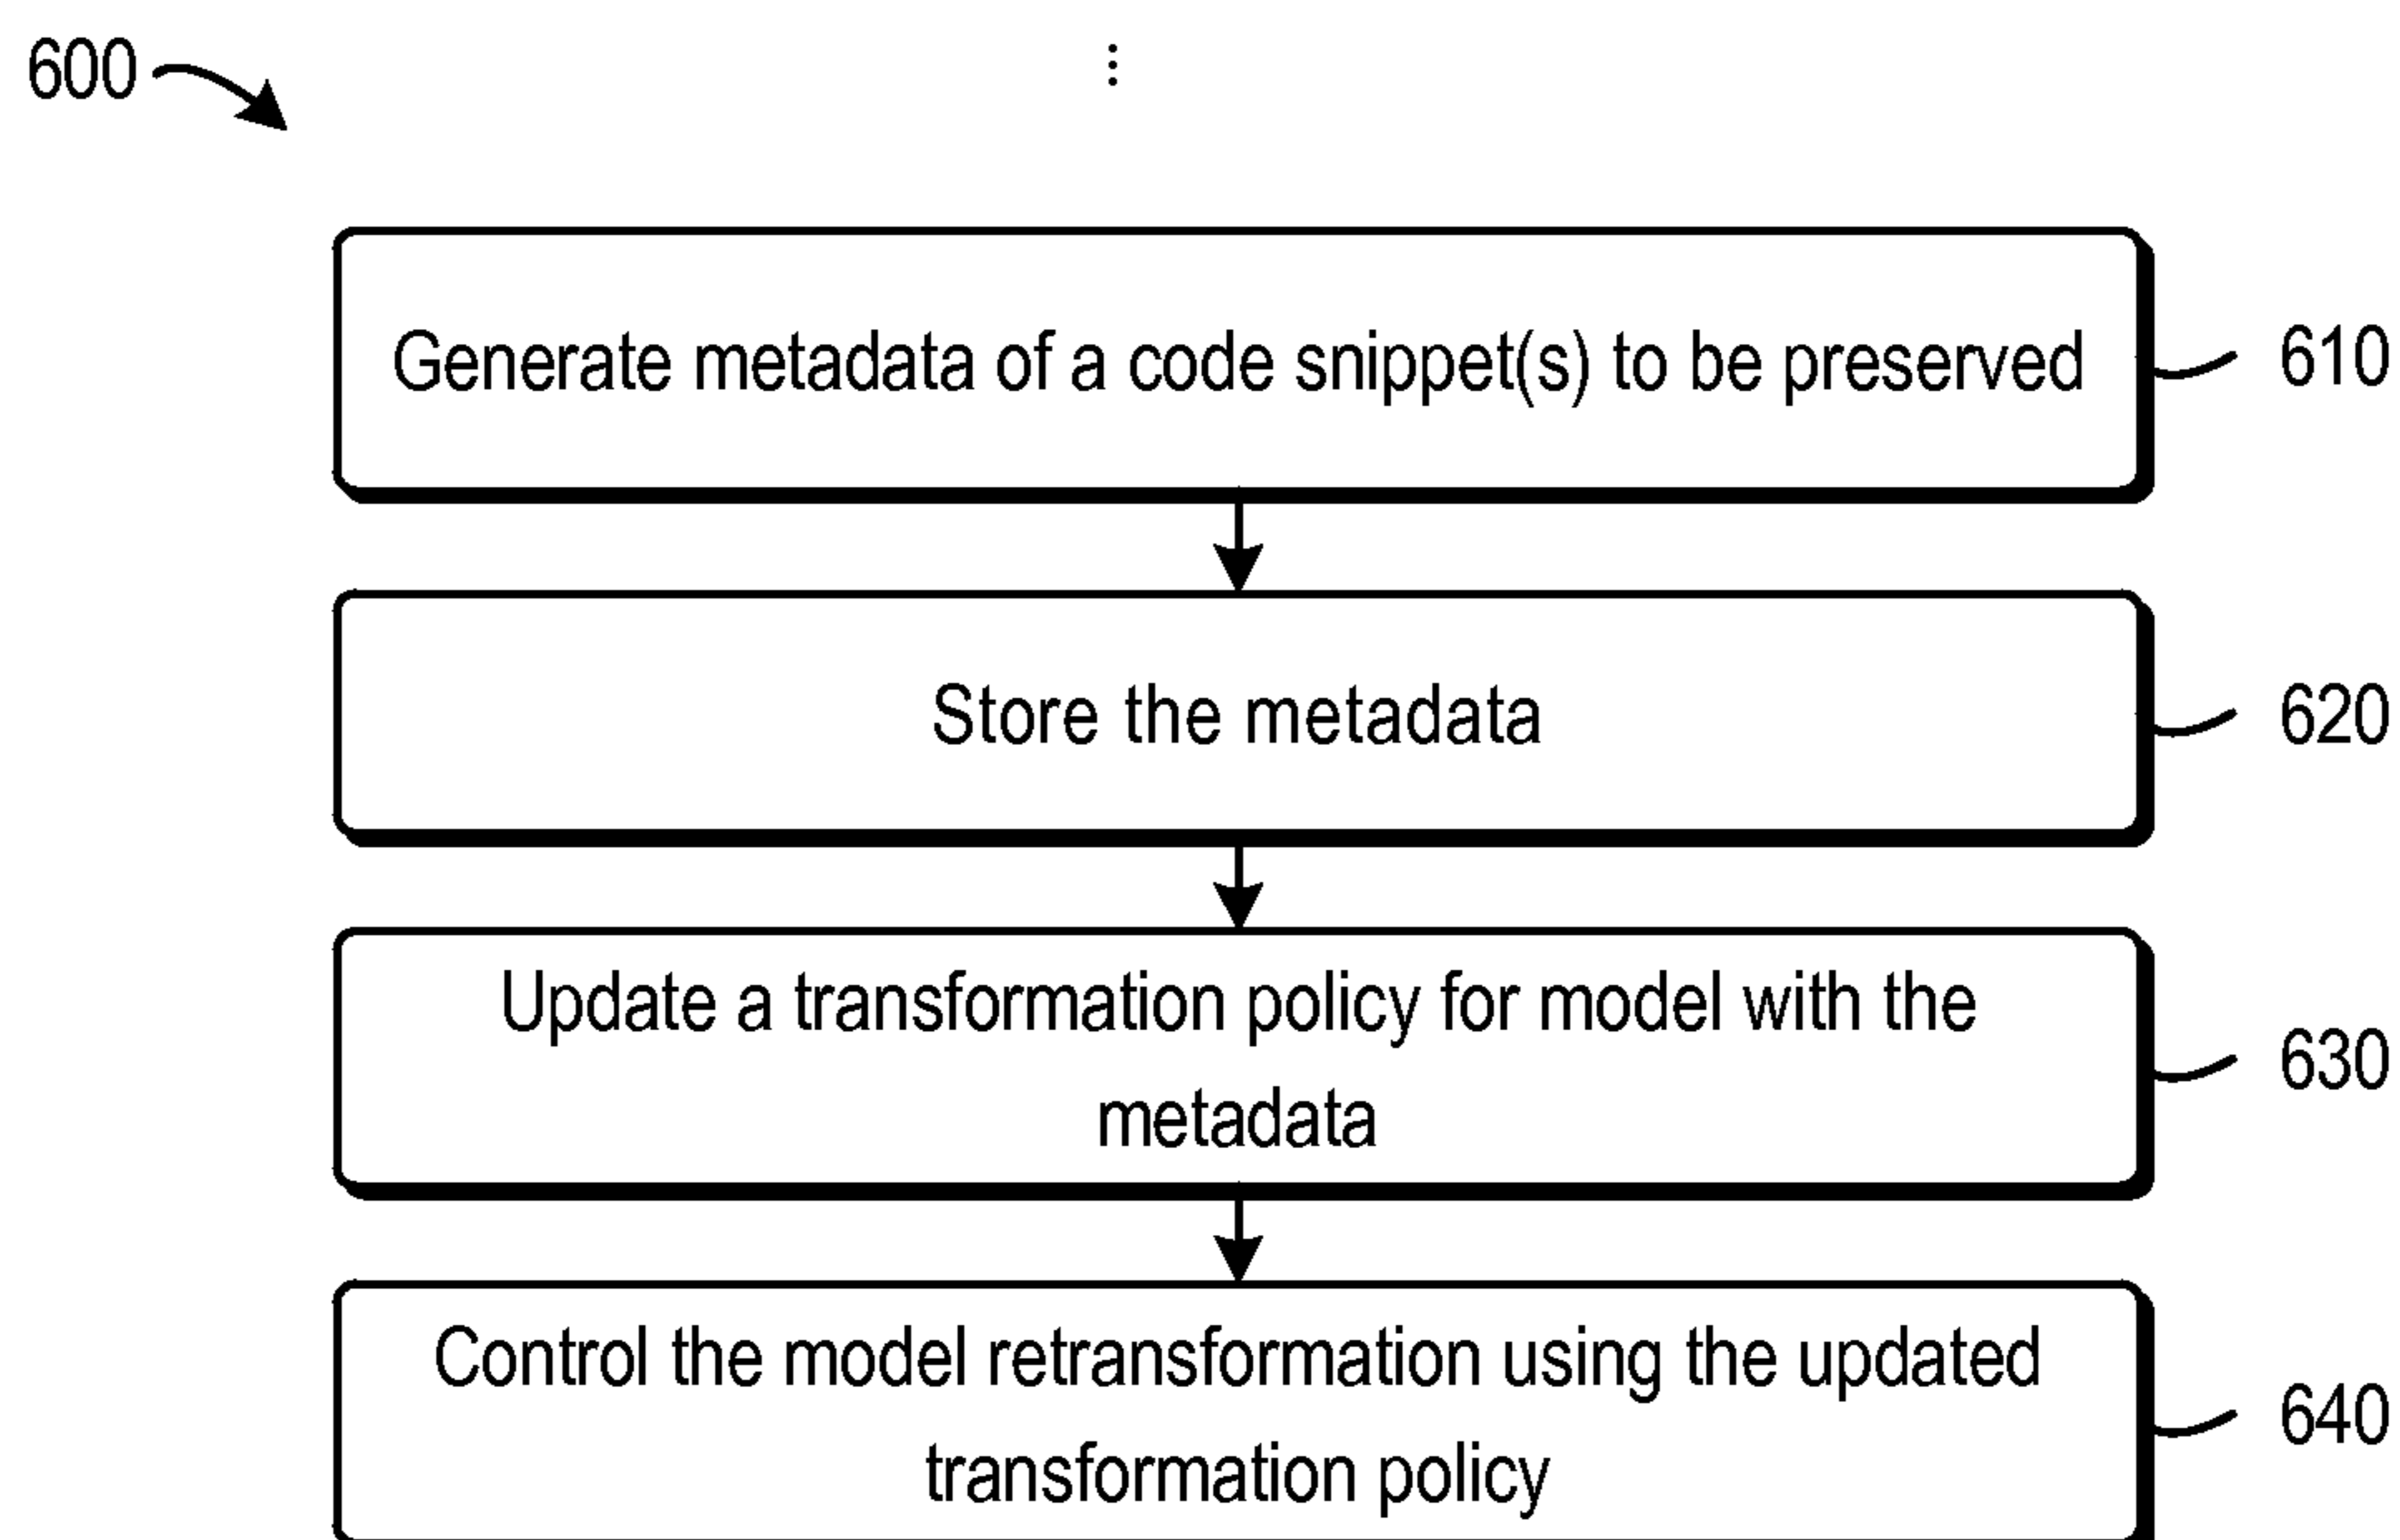 600
⋮
Generate metadata of a code snippet(s) to be preserved
610
Store the metadata
620
Update a transformation policy for model with the
metadata
630
Control the model retransformation using the updated
transformation policy
640